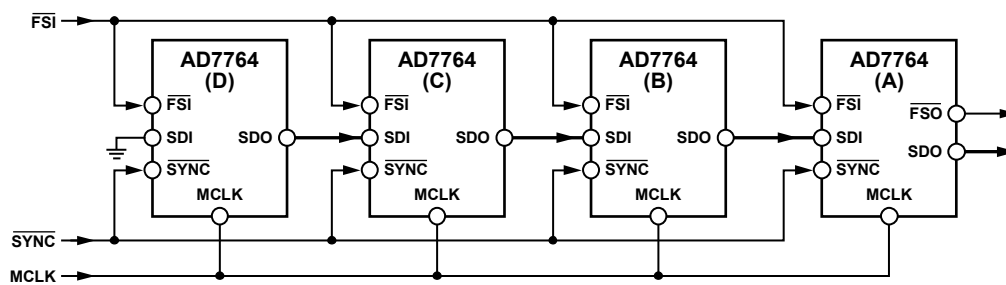 FSI
AD7764
(D)
FSI
SDI
SYNC
SDO
MCLK
AD7764
(C)
FSI
SDI
SYNC
SDO
MCLK
AD7764
(B)
FSI
SDI
SYNC
SDO
MCLK
AD7764
(A)
FSI
SDI
SYNC
FSO
SDO
MCLK
SYNC
MCLK